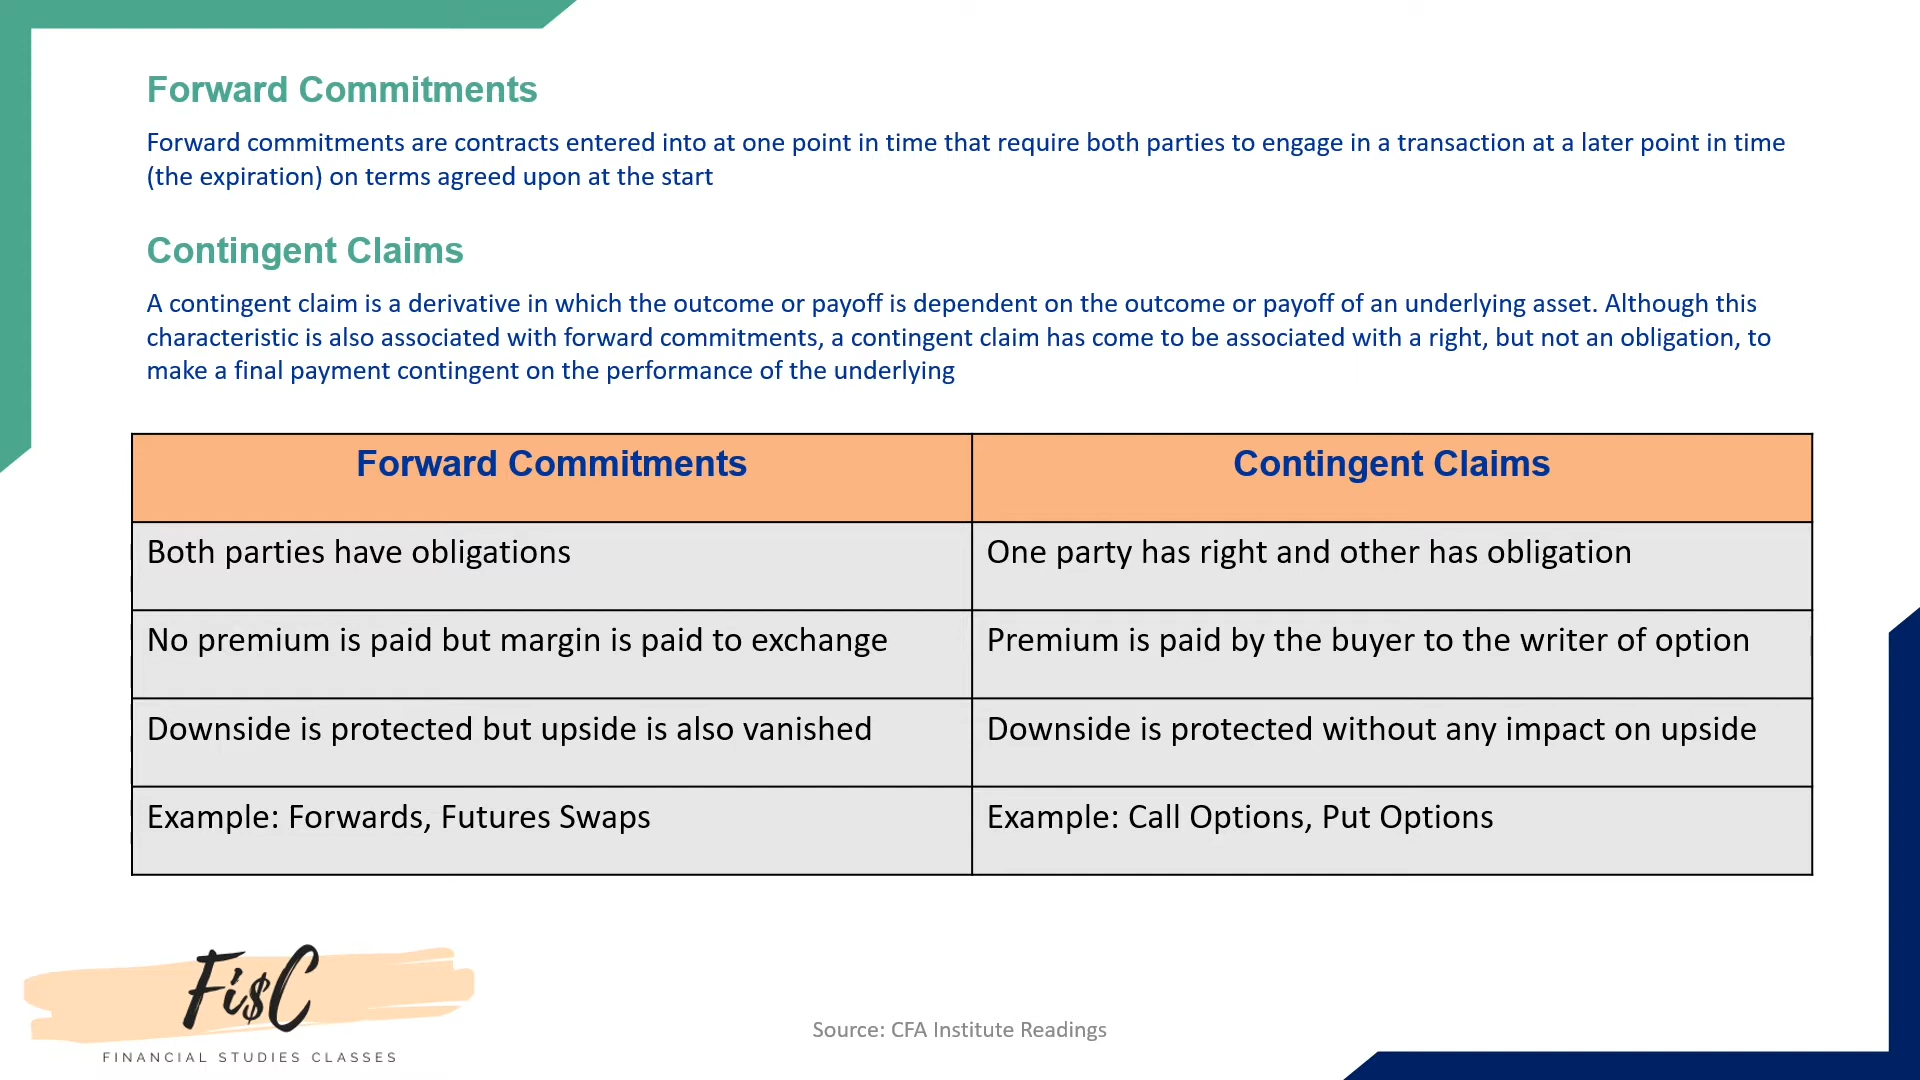 Forward Commitments
Forward commitments are contracts entered into at one point in time that require both parties to engage in a transaction at a later point in time
(the expiration) on terms agreed upon at the start
Contingent Claims
A contingent claim is a derivative in which the outcome or payoff is dependent on the outcome or payoff of an underlying asset. Although this
characteristic is also associated with forward commitments, a contingent claim has come to be associated with a right, but not an obligation, to
make a final payment contingent on the performance of the underlying
Forward Commitments
Contingent Claims
Both parties have obligations
One party has right and other has obligation
No premium is paid but margin is paid to exchange
Premium is paid by the buyer to the writer of option
Downside is protected but upside is also vanished
Downside is protected without any impact on upside
Example: Forwards, Futures Swaps
Example: Call Options, Put Options
Fi$C
FINANCIAL STUDIES CLASSES
Source: CFA Institute Readings